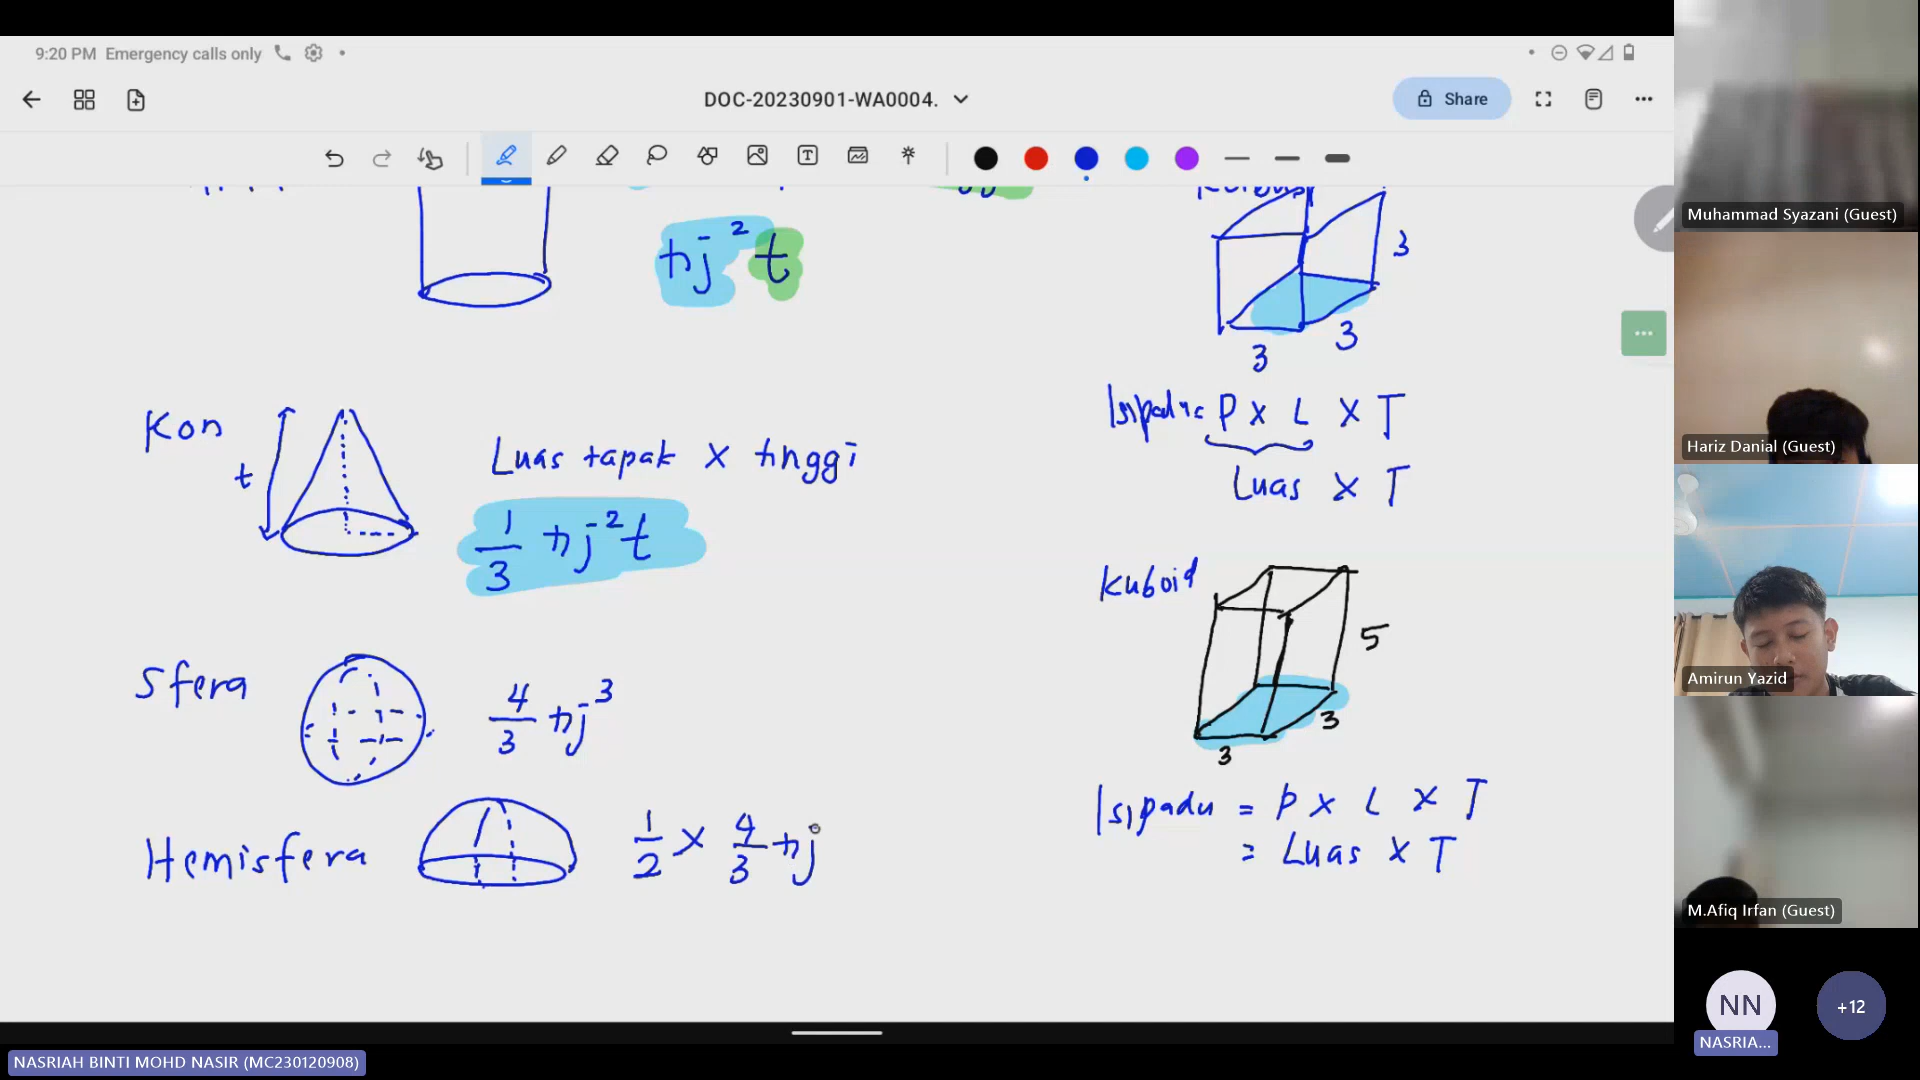 9:20 PM Emergency calls only
DOC-20230901-WA0004.
Share
πj²t
3
3
3
Isipadu = P x L x T
Luas x T
Kon
t
Luas tapak x tinggi
1/3 πj²t
Kuboid
5
3
3
Isipadu = P x L x T
= Luas x T
Sfera
4/3 πj³
Hemisfera
1/2 x 4/3 πj
Muhammad Syazani (Guest)
Hariz Danial (Guest)
Amirun Yazid
M.Afiq Irfan (Guest)
NN
NASRIA...
+12
NASRIAH BINTI MOHD NASIR (MC230120908)